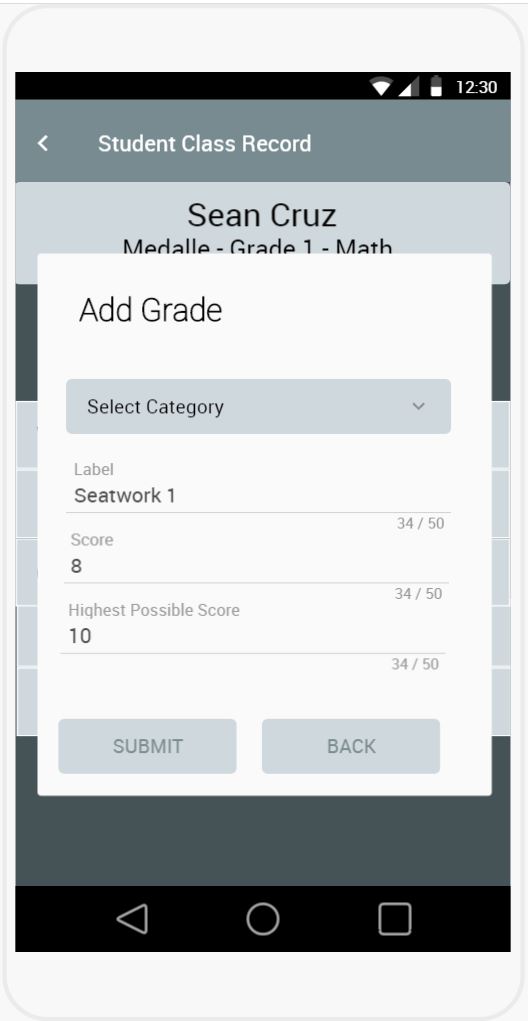 12:30
Student Class Record
Sean Cruz
Medalle - Grade 1 - Math
Add Grade
Select Category
Label
Seatwork 1
34 / 50
Score
8
34 / 50
Highest Possible Score
10
34 / 50
SUBMIT BACK